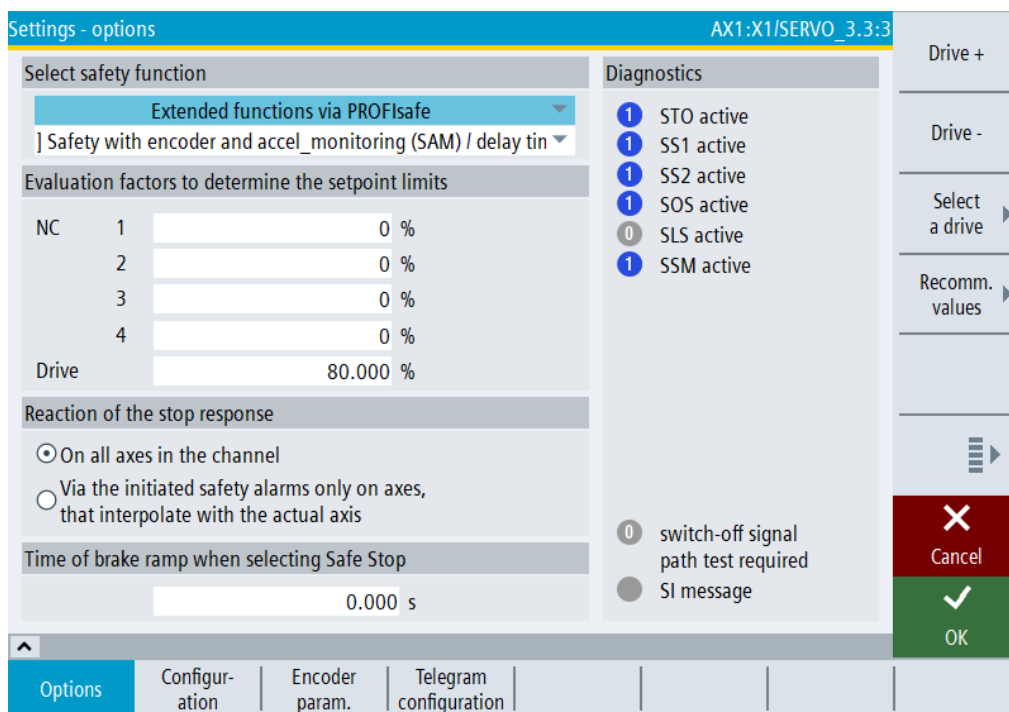 Settings - options
AX1:X1/SERVO_3.3:3
Select safety function
Extended functions via PROFIsafe
] Safety with encoder and accel_monitoring (SAM) / delay tin
Evaluation factors to determine the setpoint limits
NC 1 0 %
2 0 %
3 0 %
4 0 %
Drive 80.000 %
Reaction of the stop response
On all axes in the channel
Via the initiated safety alarms only on axes,
that interpolate with the actual axis
Time of brake ramp when selecting Safe Stop
0.000 s
Diagnostics
1 STO active
1 SS1 active
1 SS2 active
1 SOS active
0 SLS active
1 SSM active
0 switch-off signal
path test required
SI message
Drive +
Drive -
Select
a drive
Recomm.
values
Cancel
OK
Options
Configur-
ation
Encoder
param.
Telegram
configuration